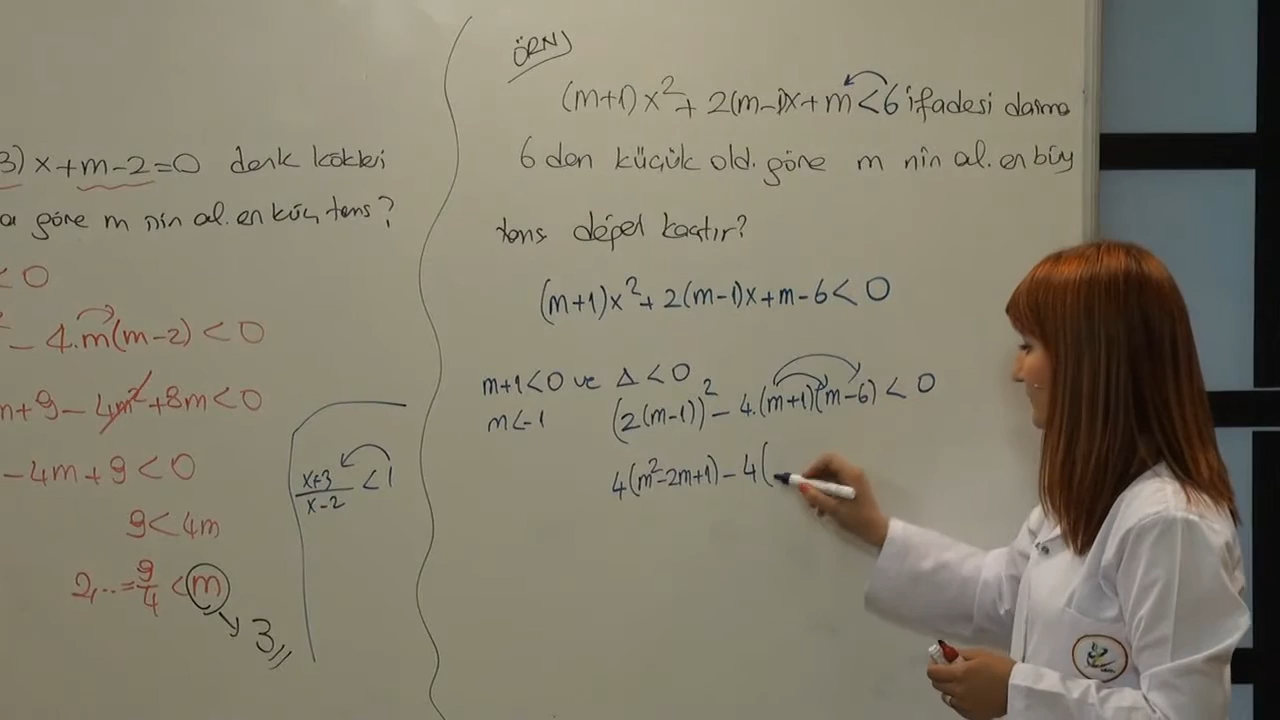 3) x+m-2=0 denk kökleri
göre m nin al. en küç tens?
< 0
- 4.m(m-2) < 0
m+9-4m²+8m<0
-4m+9<0
9<4m
2,..=9/4<m
3
(x+3)/(x-2) < 1
ÖRN
(m+1)x²+2(m-1)x+m<6 ifadesi daima
6 dan küçük old. göre m nin al. en büy
tams değeri kaçtır?
(m+1)x²+2(m-1)x+m-6<0
m+1<0 ve Δ<0
m<-1
(2(m-1))²-4.(m+1)(m-6)<0
4(m²-2m+1)-4(